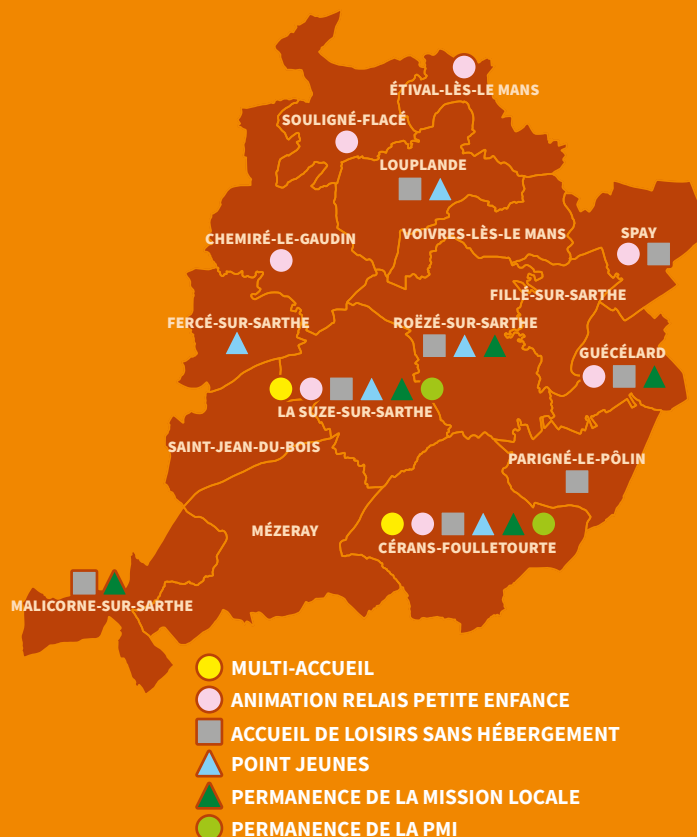 ÉTIVAL-LÈS-LE MANS
SOULIGNÉ-FLACÉ
LOUPLANDE
CHEMIRÉ-LE-GAUDIN
VOIVRES-LÈS-LE MANS
SPAY
FILLÉ-SUR-SARTHE
FERCÉ-SUR-SARTHE
ROËZÉ-SUR-SARTHE
GUÉCÉLARD
LA SUZE-SUR-SARTHE
SAINT-JEAN-DU-BOIS
PARIGNÉ-LE-PÔLIN
MÉZERAY
CÉRANS-FOULLETOURTE
MALICORNE-SUR-SARTHE
MULTI-ACCUEIL
ANIMATION RELAIS PETITE ENFANCE
ACCUEIL DE LOISIRS SANS HÉBERGEMENT
POINT JEUNES
PERMANENCE DE LA MISSION LOCALE
PERMANENCE DE LA PMI